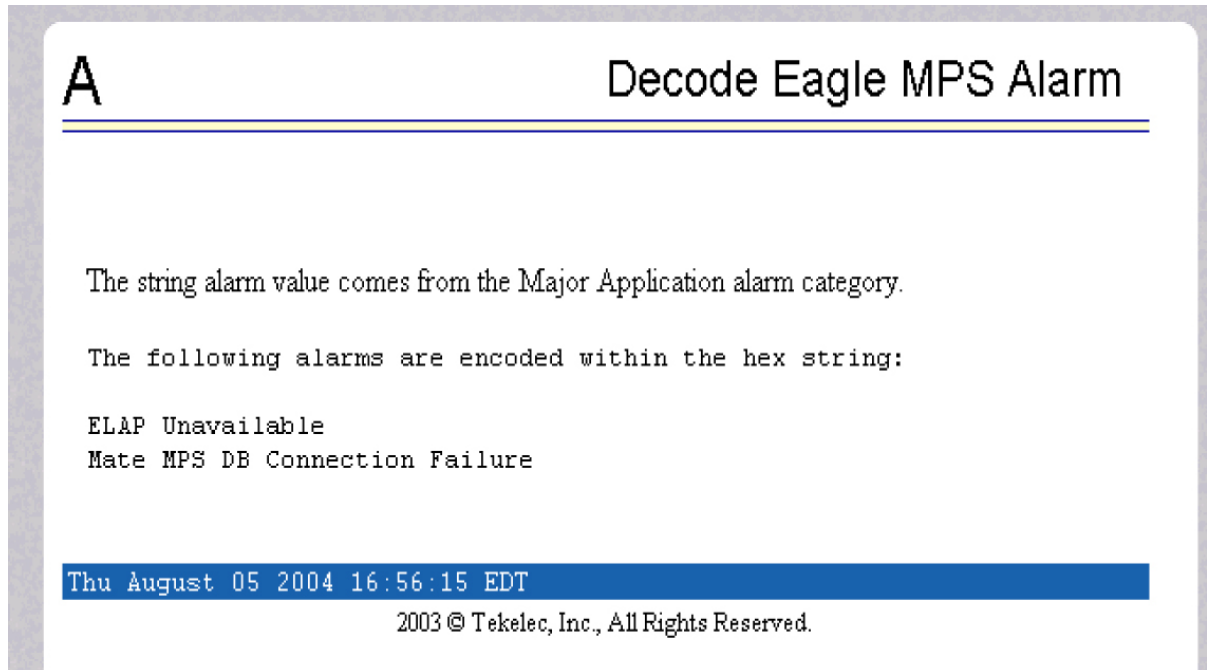 A
Decode Eagle MPS Alarm
The string alarm value comes from the Major Application alarm category.
The following alarms are encoded within the hex string:
ELAP Unavailable
Mate MPS DB Connection Failure
Thu August 05 2004 16:56:15 EDT
2003 © Tekelec, Inc., All Rights Reserved.